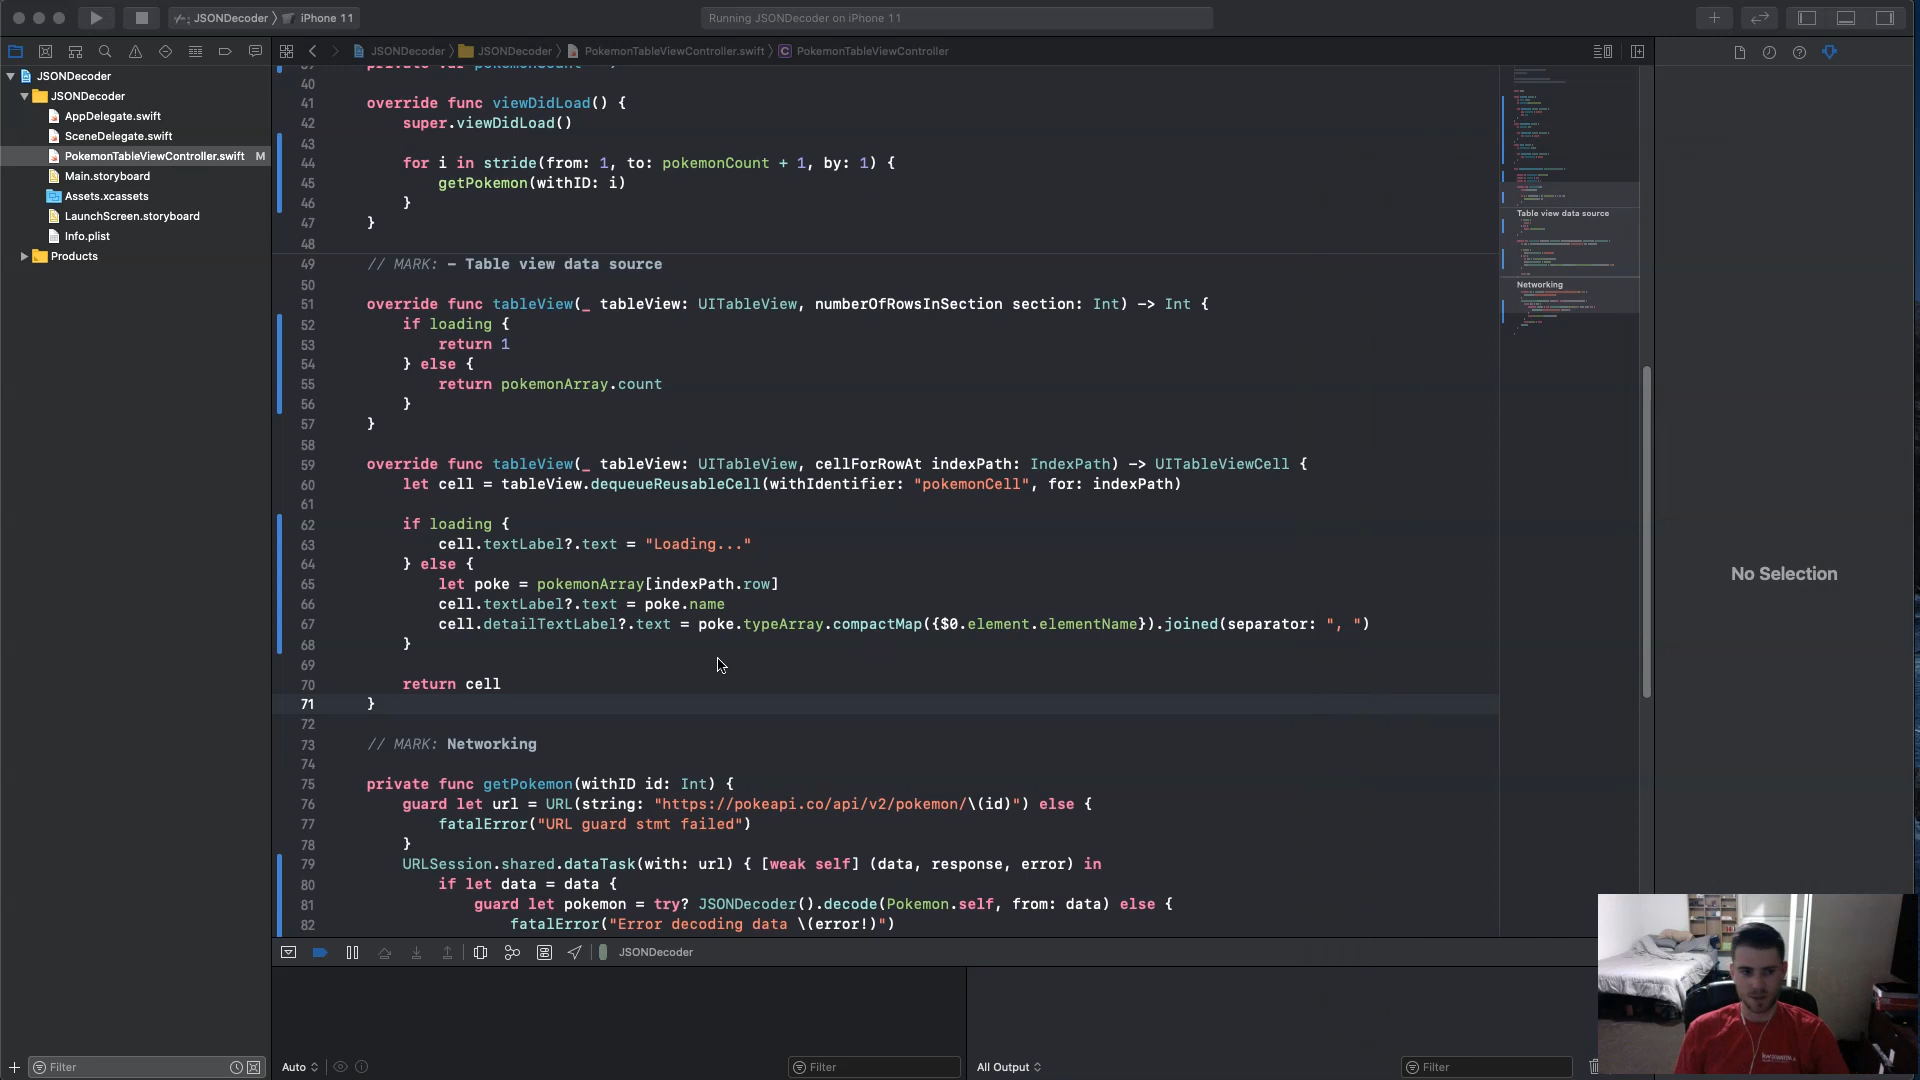 JSONDecoder
iPhone 11
Running JSONDecoder on iPhone 11
JSONDecoder
JSONDecoder
PokemonTableViewController.swift
C PokemonTableViewController
JSONDecoder
JSONDecoder
AppDelegate.swift
SceneDelegate.swift
PokemonTableViewController.swift M
Main.storyboard
Assets.xcassets
LaunchScreen.storyboard
Info.plist
Products
40
41 override func viewDidLoad() {
42 super.viewDidLoad()
43
44 for i in stride(from: 1, to: pokemonCount + 1, by: 1) {
45 getPokemon(withID: i)
46 }
47 }
48
49 // MARK: - Table view data source
50
51 override func tableView(_ tableView: UITableView, numberOfRowsInSection section: Int) -> Int {
52 if loading {
53 return 1
54 } else {
55 return pokemonArray.count
56 }
57 }
58
59 override func tableView(_ tableView: UITableView, cellForRowAt indexPath: IndexPath) -> UITableViewCell {
60 let cell = tableView.dequeueReusableCell(withIdentifier: "pokemonCell", for: indexPath)
61
62 if loading {
63 cell.textLabel?.text = "Loading..."
64 } else {
65 let poke = pokemonArray[indexPath.row]
66 cell.textLabel?.text = poke.name
67 cell.detailTextLabel?.text = poke.typeArray.compactMap({$0.element.elementName}).joined(separator: ", ")
68 }
69
70 return cell
71 }
72
73 // MARK: Networking
74
75 private func getPokemon(withID id: Int) {
76 guard let url = URL(string: "https://pokeapi.co/api/v2/pokemon/\(id)") else {
77 fatalError("URL guard stmt failed")
78 }
79 URLSession.shared.dataTask(with: url) { [weak self] (data, response, error) in
80 if let data = data {
81 guard let pokemon = try? JSONDecoder().decode(Pokemon.self, from: data) else {
82 fatalError("Error decoding data \(error!)")
Table view data source
Networking
No Selection
JSONDecoder
Filter
Auto
Filter
All Output
Filter